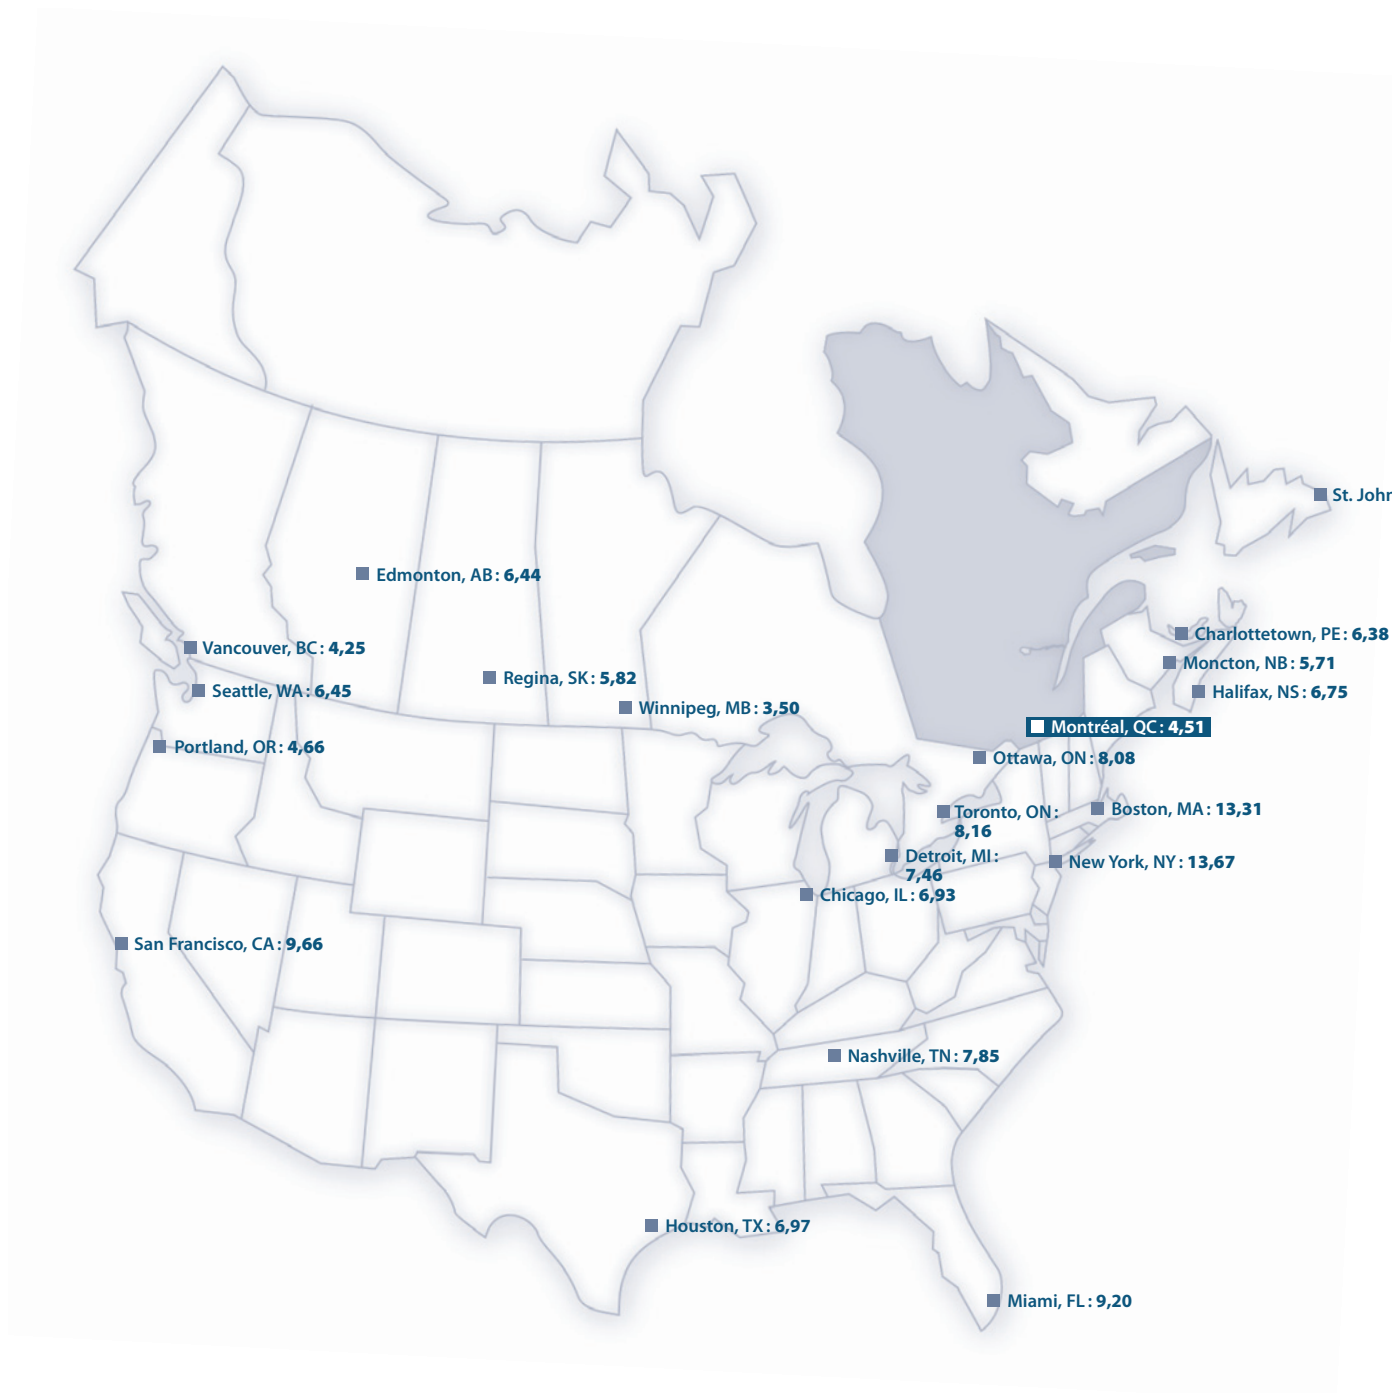 St. John
Edmonton, AB : 6,44
Charlottetown, PE : 6,38
Vancouver, BC : 4,25
Moncton, NB : 5,71
Regina, SK : 5,82
Seattle, WA : 6,45
Halifax, NS : 6,75
Winnipeg, MB : 3,50
Montréal, QC : 4,51
Portland, OR : 4,66
Ottawa, ON : 8,08
Boston, MA : 13,31
Toronto, ON :
8,16
Detroit, MI :
7,46
New York, NY : 13,67
Chicago, IL : 6,93
San Francisco, CA : 9,66
Nashville, TN : 7,85
Houston, TX : 6,97
Miami, FL : 9,20